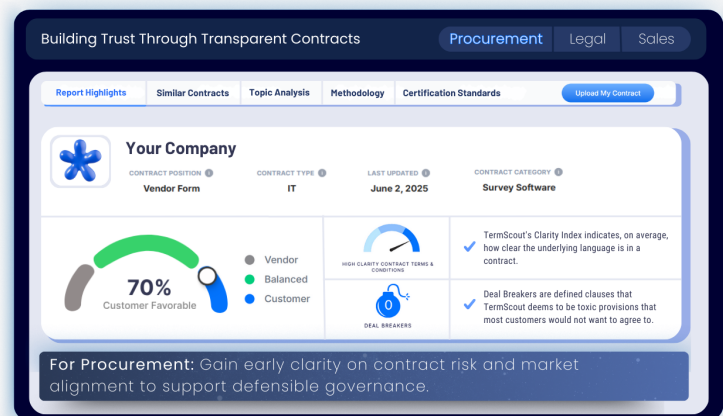 Building Trust Through Transparent Contracts
Procurement Legal Sales
Report Highlights Similar Contracts Topic Analysis Methodology Certification Standards Upload My Contract
Your Company
CONTRACT POSITION CONTRACT TYPE LAST UPDATED CONTRACT CATEGORY
Vendor Form IT June 2, 2025 Survey Software
70%
Customer Favorable
Vendor
Balanced
Customer
HIGH CLARITY CONTRACT TERMS &
CONDITIONS
TermScout's Clarity Index indicates, on average,
how clear the underlying language is in a
contract.
0
DEAL BREAKERS
Deal Breakers are defined clauses that
TermScout deems to be toxic provisions that
most customers would not want to agree to.
For Procurement: Gain early clarity on contract risk and market
alignment to support defensible governance.